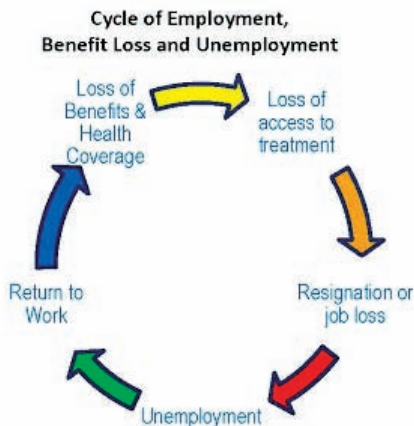 Cycle of Employment,
Benefit Loss and Unemployment
Loss of
Benefits &
Health
Coverage
Loss of
access to
treatment
Resignation or
job loss
Unemployment
Return to
Work